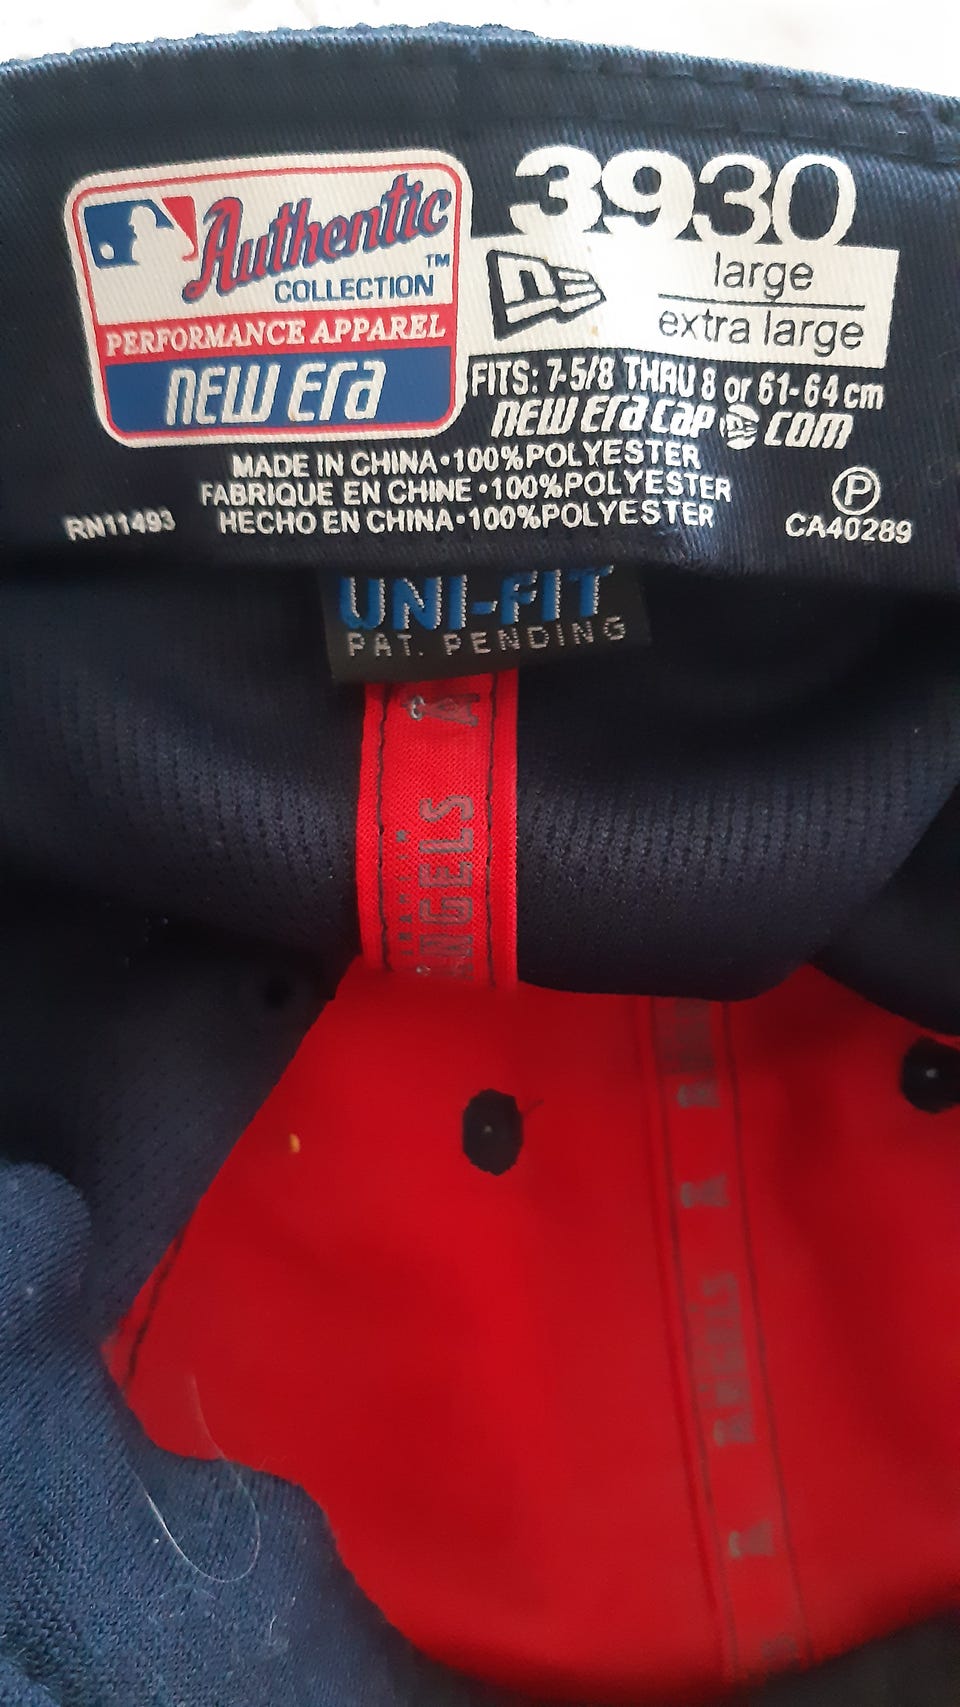 Authentic™
COLLECTION
PERFORMANCE APPAREL
NEW ERA
3930
large
extra large
FITS: 7-5/8 THRU 8 or 61-64 cm
NEW ERA CAP COM
MADE IN CHINA•100%POLYESTER
FABRIQUE EN CHINE •100%POLYESTER
HECHO EN CHINA•100%POLYESTER
RN11493
P
CA40289
UNI-FIT
PAT. PENDING
A
ANGELS
A
ANGELS
A